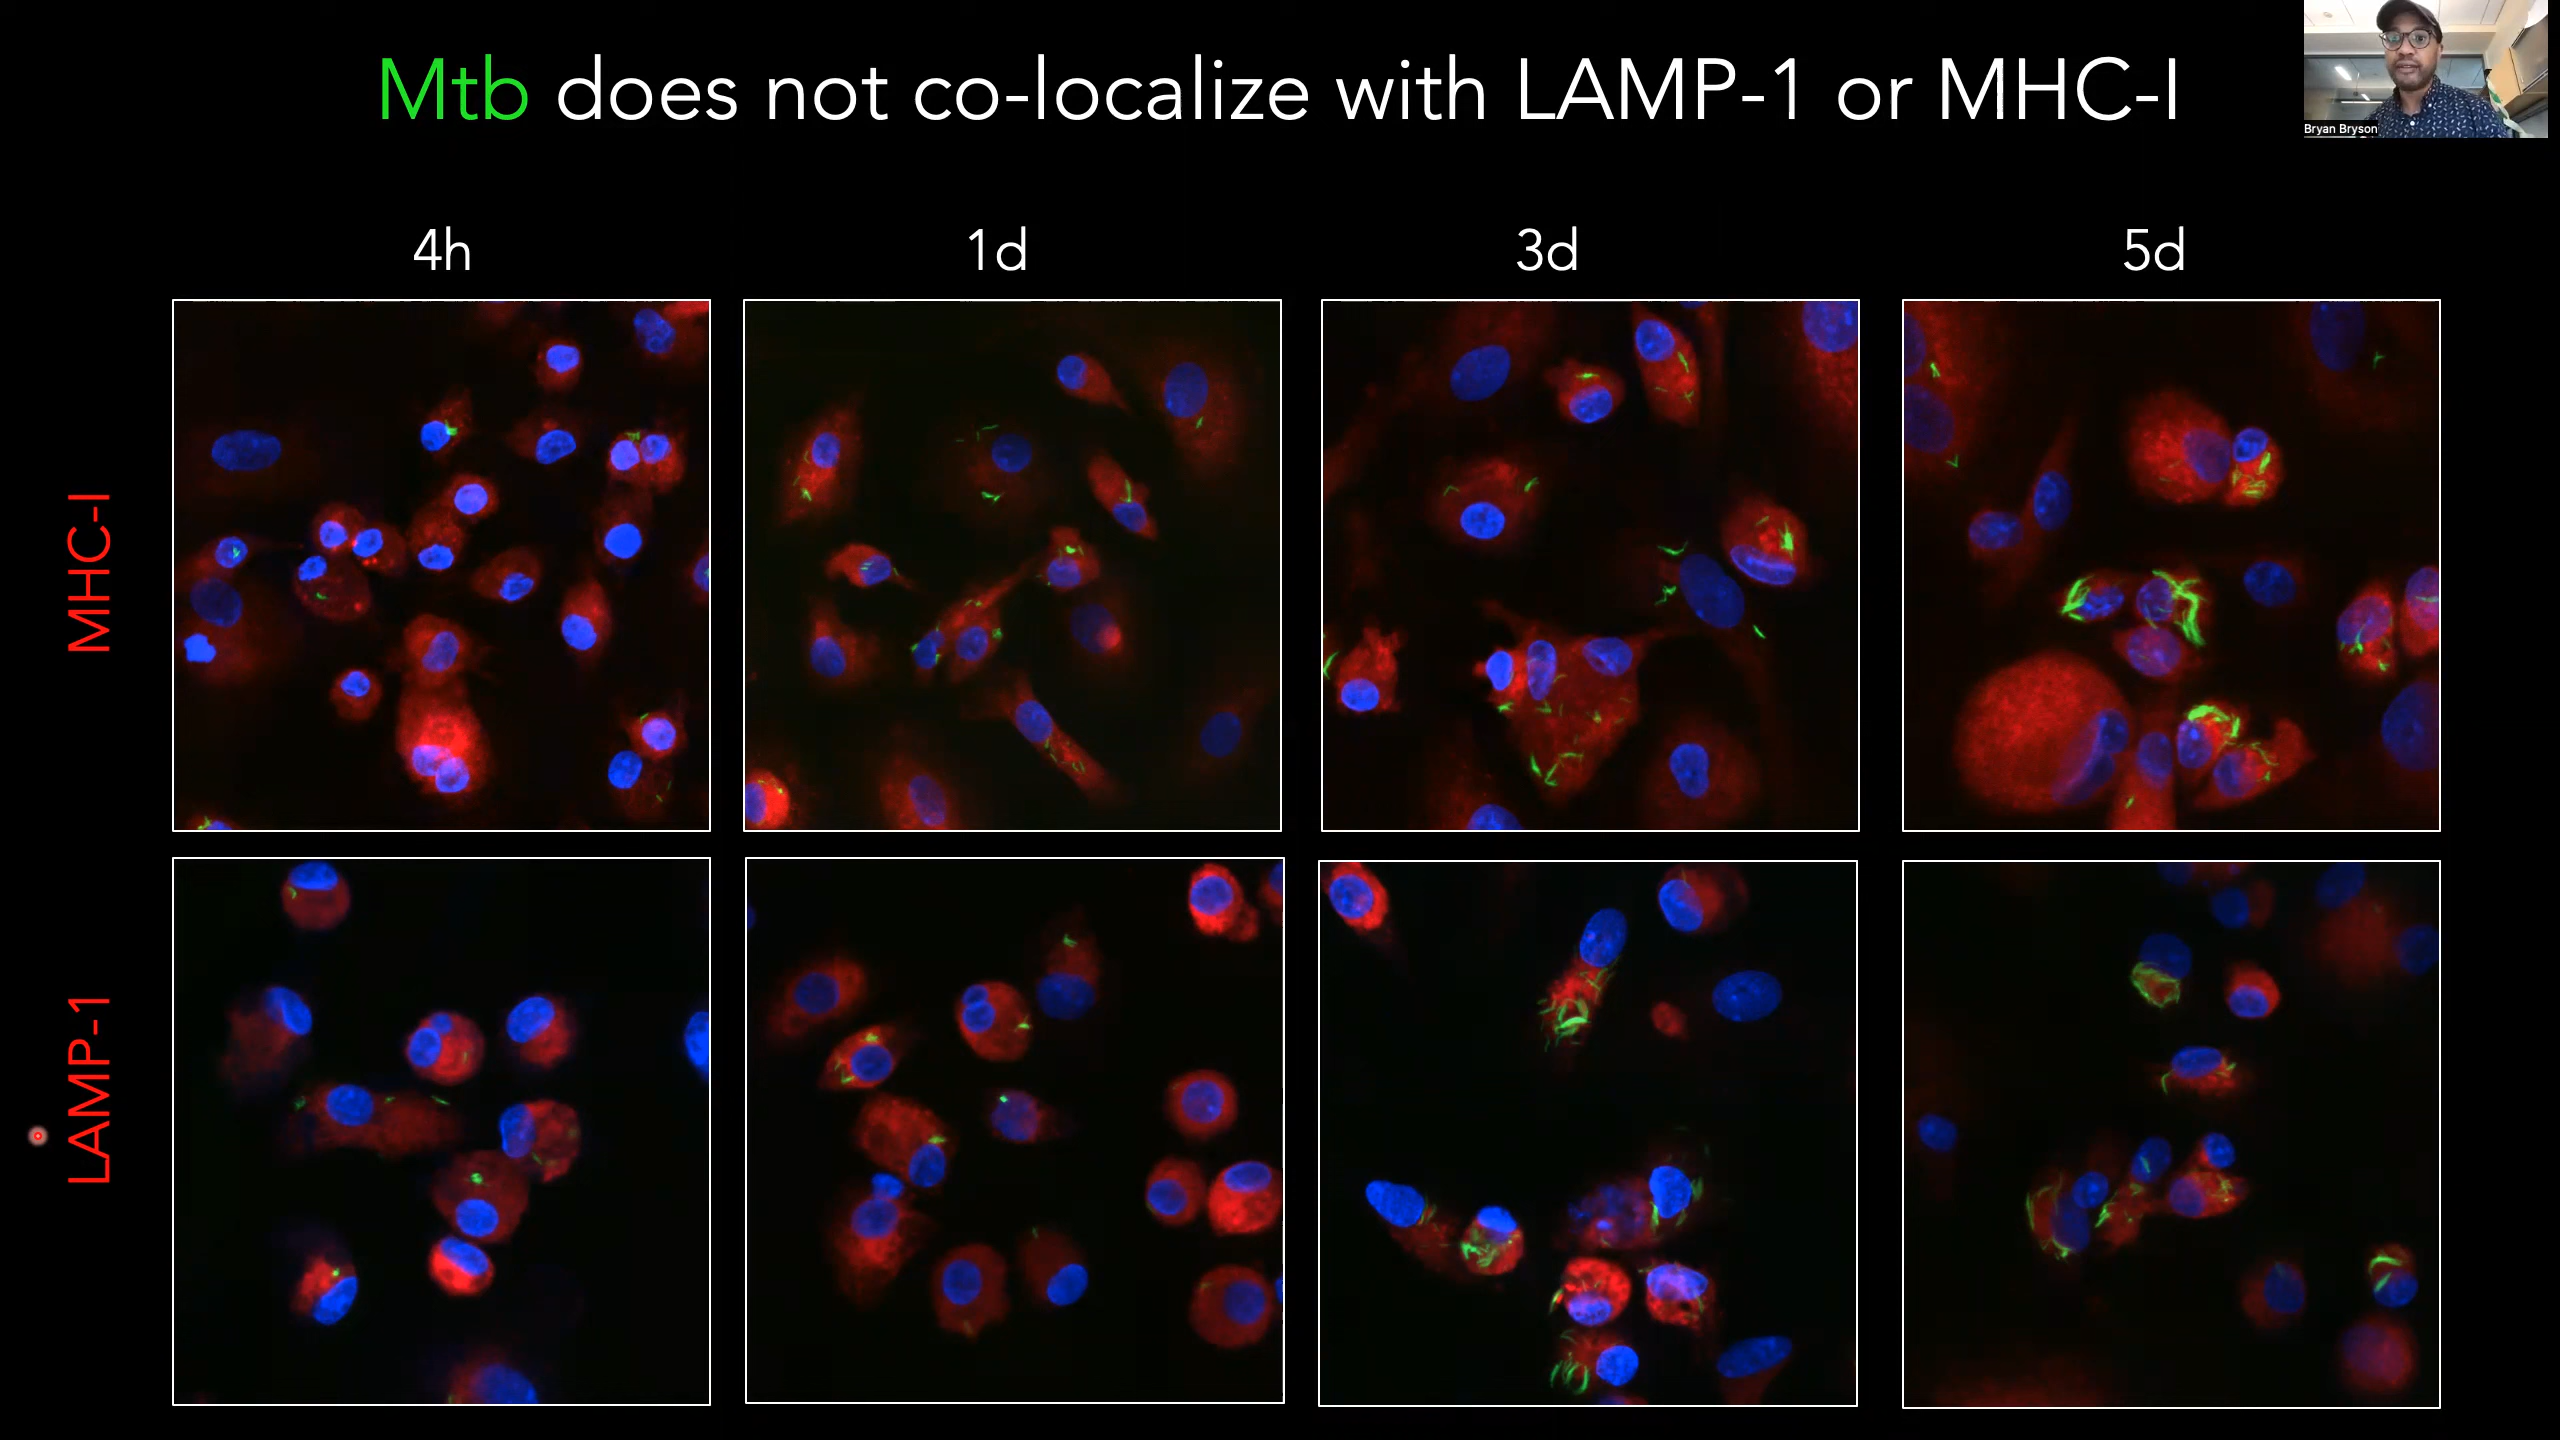 Mtb does not co-localize with LAMP-1 or MHC-I
Bryan Bryson
4h 1d 3d 5d
MHC-I
LAMP-1